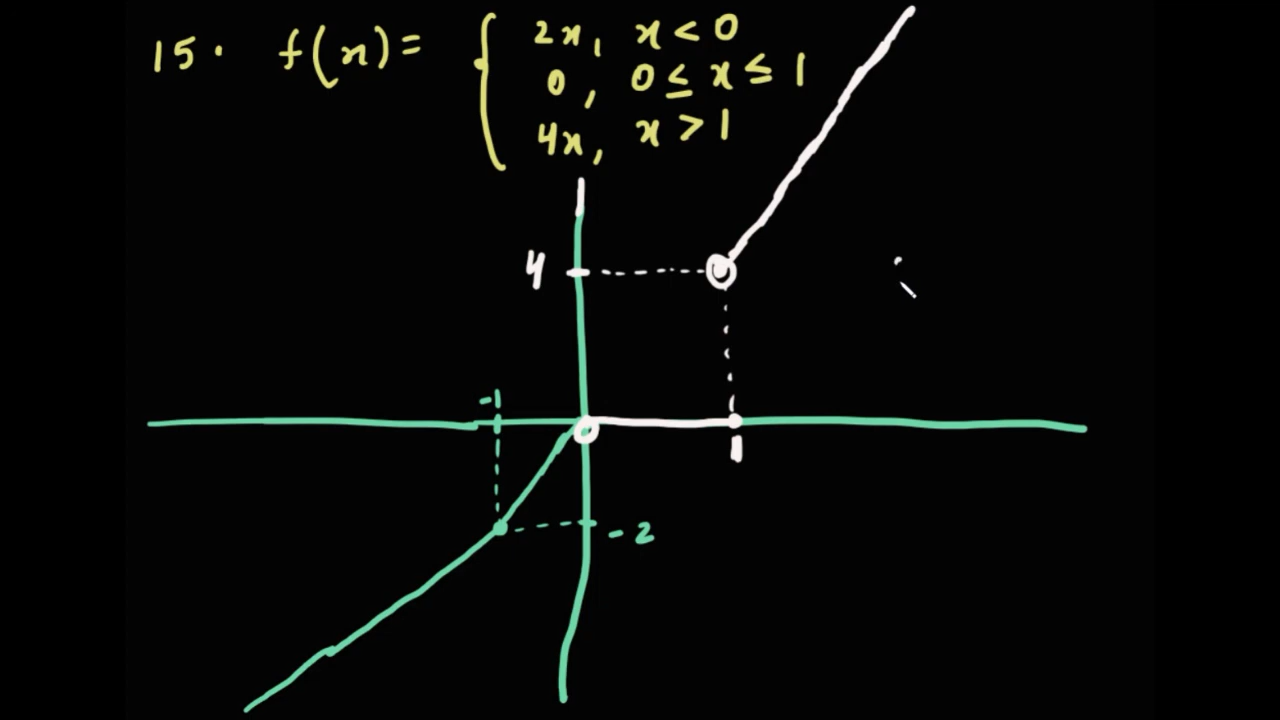 15. f(x) = { 2x, x < 0
0, 0 ≤ x ≤ 1
4x, x > 1
4
-1
1
-2